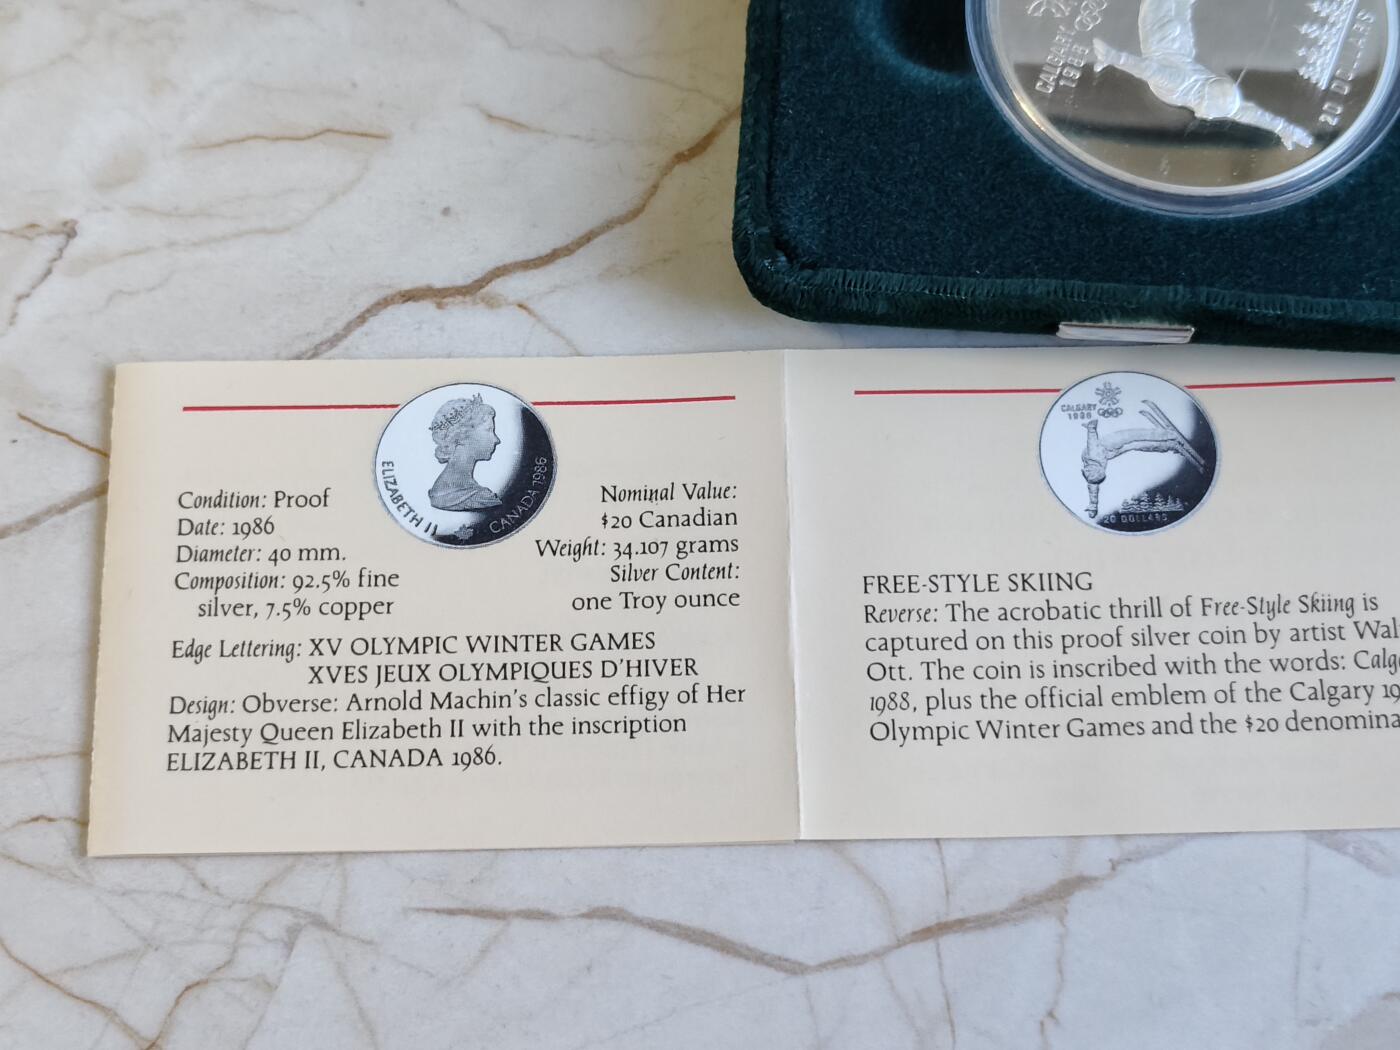 CALGARY
1988
20 DOLLARS
ELIZABETH II
CANADA 1986
Condition: Proof
Date: 1986
Diameter: 40 mm.
Composition: 92.5% fine
silver, 7.5% copper
Nominal Value:
$20 Canadian
Weight: 34.107 grams
Silver Content:
one Troy ounce
Edge Lettering: XV OLYMPIC WINTER GAMES
XVES JEUX OLYMPIQUES D'HIVER
Design: Obverse: Arnold Machin's classic effigy of Her
Majesty Queen Elizabeth II with the inscription
ELIZABETH II, CANADA 1986.
CALGARY
1988
20 DOLLARS
FREE-STYLE SKIING
Reverse: The acrobatic thrill of Free-Style Skiing is
captured on this proof silver coin by artist
Ott. The coin is inscribed with the words:
1988, plus the official emblem of the Calgary
Olympic Winter Games and the $20